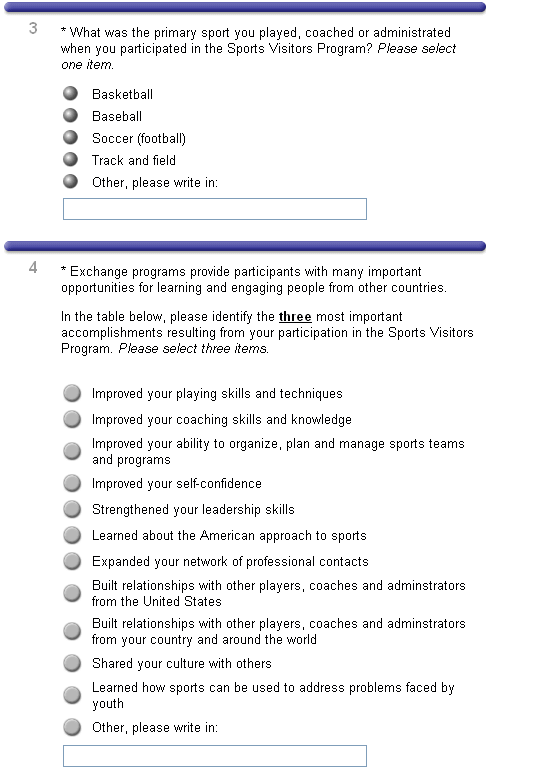 3
* What was the primary sport you played, coached or administrated
when you participated in the Sports Visitors Program? Please select
one item.
Basketball
Baseball
Soccer (football)
Track and field
Other, please write in:
4
* Exchange programs provide participants with many important
opportunities for learning and engaging people from other countries.
In the table below, please identify the three most important
accomplishments resulting from your participation in the Sports Visitors
Program. Please select three items.
Improved your playing skills and techniques
Improved your coaching skills and knowledge
Improved your ability to organize, plan and manage sports teams
and programs
Improved your self-confidence
Strengthened your leadership skills
Learned about the American approach to sports
Expanded your network of professional contacts
Built relationships with other players, coaches and adminstrators
from the United States
Built relationships with other players, coaches and adminstrators
from your country and around the world
Shared your culture with others
Learned how sports can be used to address problems faced by
youth
Other, please write in: